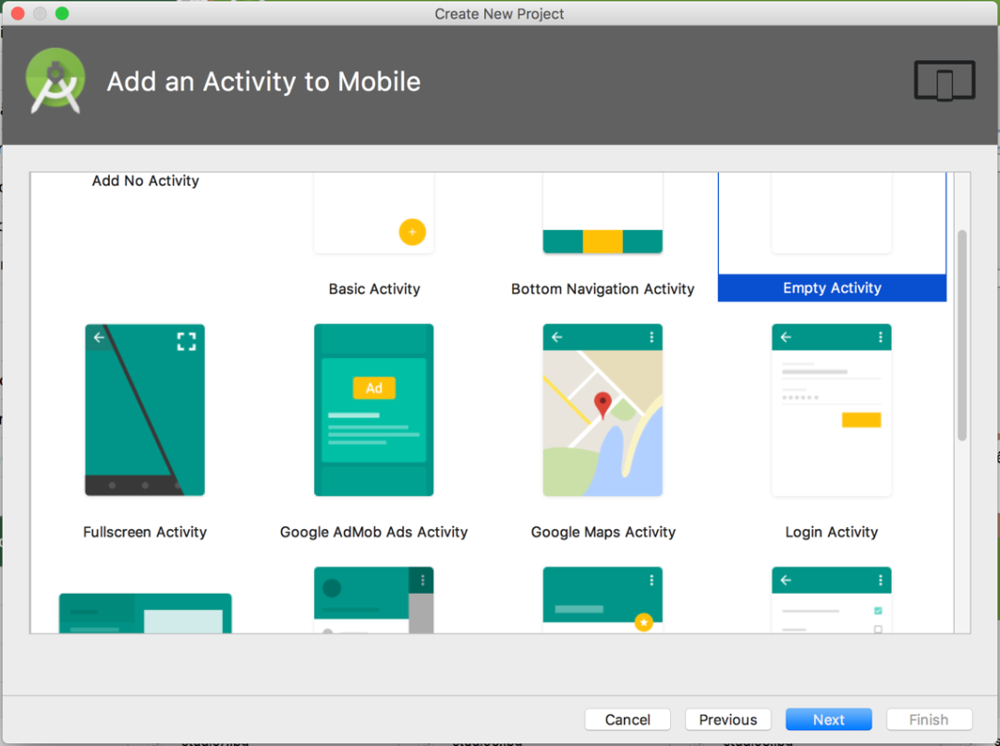 Create New Project
Add an Activity to Mobile
Add No Activity
Basic Activity
Bottom Navigation Activity
Empty Activity
Ad
Fullscreen Activity
Google AdMob Ads Activity
Google Maps Activity
Login Activity
Cancel
Previous
Next
Finish